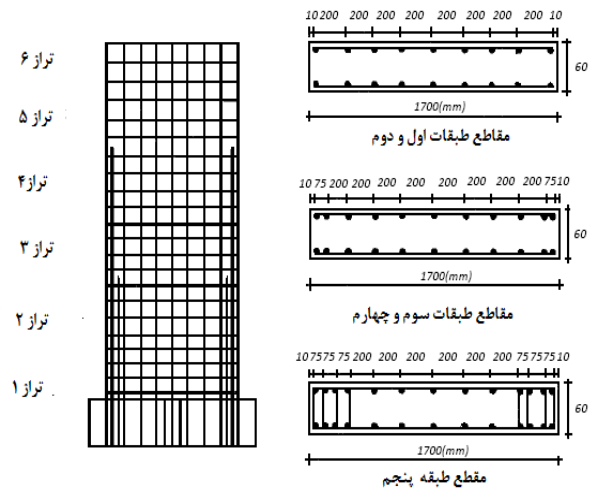 تراز ۶
تراز ۵
تراز۴
تراز ۳
تراز ۲
تراز ۱
10 200 200 200 200 200 200 200 200 10
60
1700(mm)
مقاطع طبقات اول و دوم
10 75 200 200 200 200 200 200 200 200 75 10
60
1700(mm)
مقاطع طبقات سوم و چهارم
10 75 75 75 200 200 200 200 200 200 75 75 75 10
60
1700(mm)
مقطع طبقه پنجم